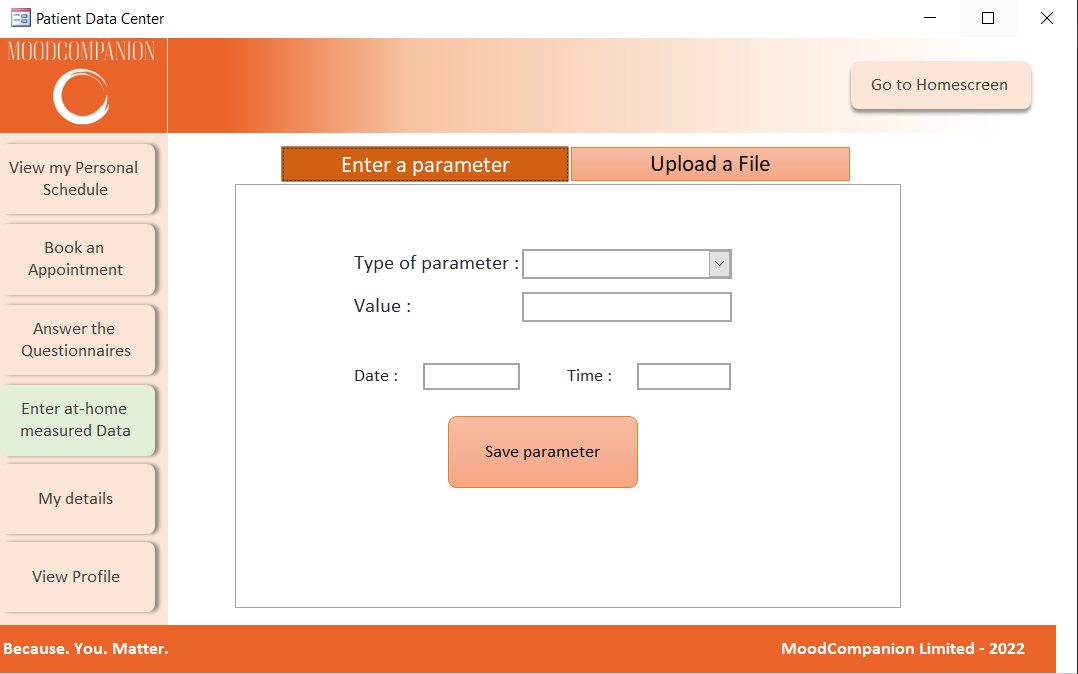 Patient Data Center
MOODCOMPANION
Go to Homescreen
View my Personal
Schedule
Book an
Appointment
Answer the
Questionnaires
Enter at-home
measured Data
My details
View Profile
Enter a parameter
Upload a File
Type of parameter :
Value :
Date :
Time :
Save parameter
Because. You. Matter.
MoodCompanion Limited - 2022